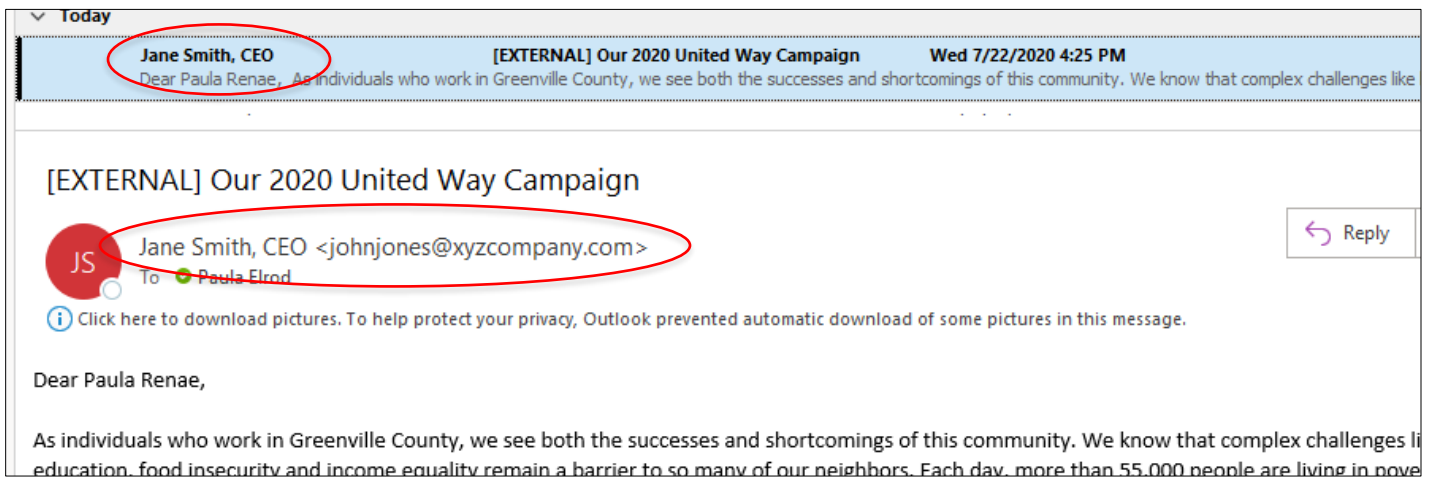 Today
Jane Smith, CEO [EXTERNAL] Our 2020 United Way Campaign Wed 7/22/2020 4:25 PM
Dear Paula Renae, As individuals who work in Greenville County, we see both the successes and shortcomings of this community. We know that complex challenges like
[EXTERNAL] Our 2020 United Way Campaign
JS
Jane Smith, CEO <johnjones@xyzcompany.com>
Reply
To Paula Elrod
Click here to download pictures. To help protect your privacy, Outlook prevented automatic download of some pictures in this message.
Dear Paula Renae,
As individuals who work in Greenville County, we see both the successes and shortcomings of this community. We know that complex challenges li
education, food insecurity and income equality remain a barrier to so many of our neighbors. Each day, more than 55,000 people are living in pove